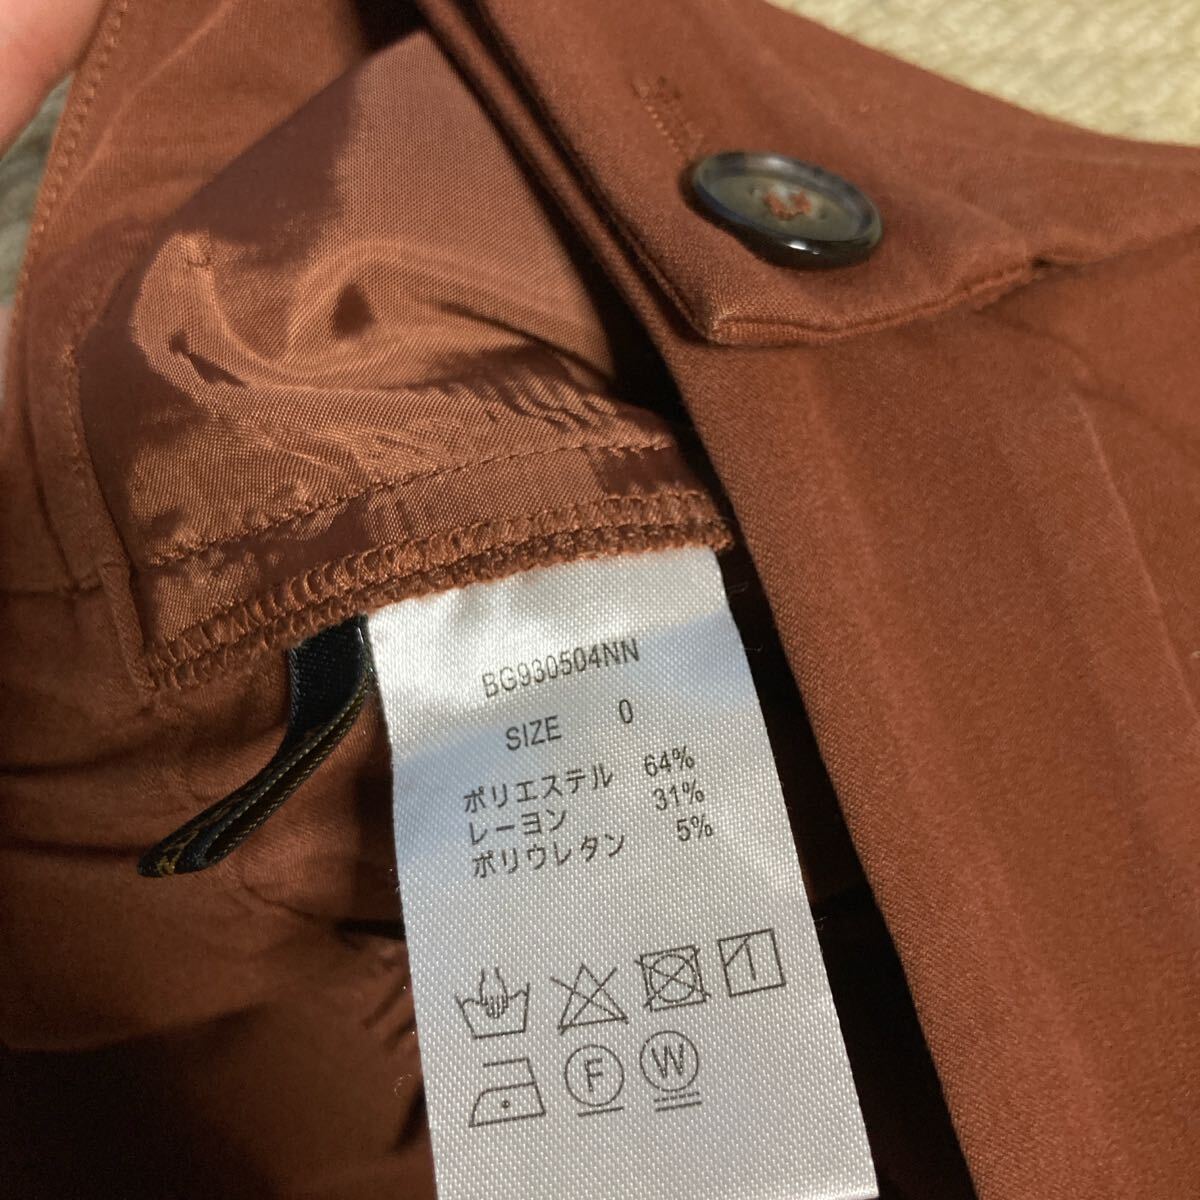 BG930504NN
SIZE 0
ポリエステル 64%
レーヨン 31%
ポリウレタン 5%
F W